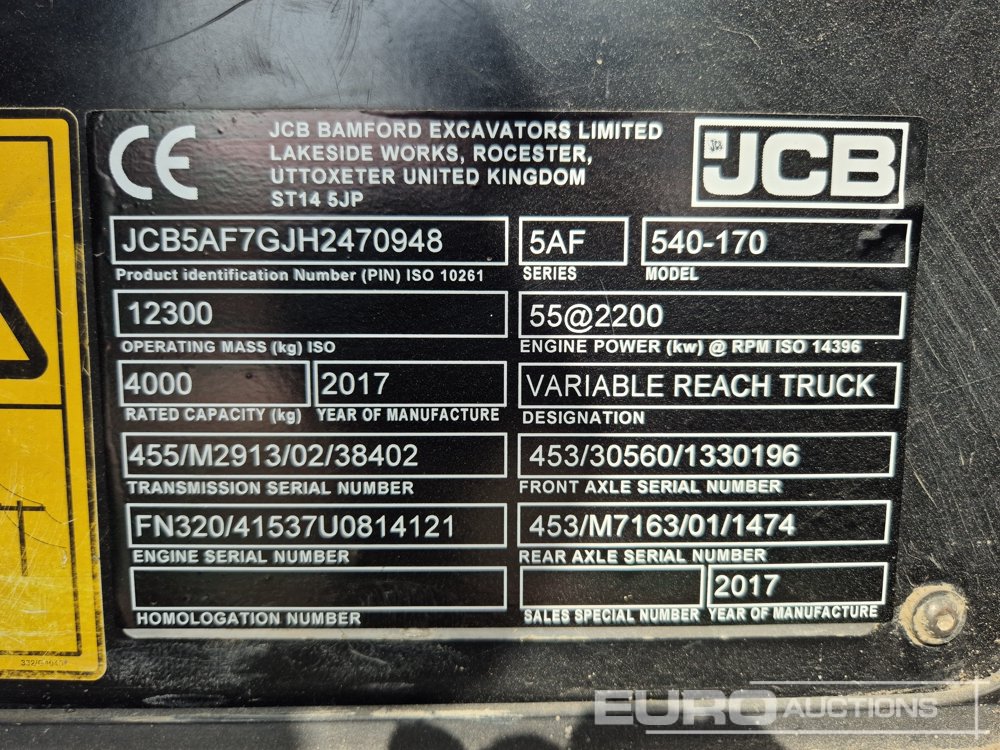 CE
JCB BAMFORD EXCAVATORS LIMITED
LAKESIDE WORKS, ROCESTER,
UTTOXETER UNITED KINGDOM
ST14 5JP
JCB
JCB5AF7GJH2470948
5AF
540-170
Product identification Number (PIN) ISO 10261
SERIES
MODEL
12300
55@2200
OPERATING MASS (kg) ISO
ENGINE POWER (kw) @ RPM ISO 14396
4000
2017
VARIABLE REACH TRUCK
RATED CAPACITY (kg)
YEAR OF MANUFACTURE
DESIGNATION
455/M2913/02/38402
453/30560/1330196
TRANSMISSION SERIAL NUMBER
FRONT AXLE SERIAL NUMBER
FN320/41537U0814121
453/M7163/01/1474
ENGINE SERIAL NUMBER
REAR AXLE SERIAL NUMBER
2017
HOMOLOGATION NUMBER
SALES SPECIAL NUMBER
YEAR OF MANUFACTURE
EURO AUCTIONS